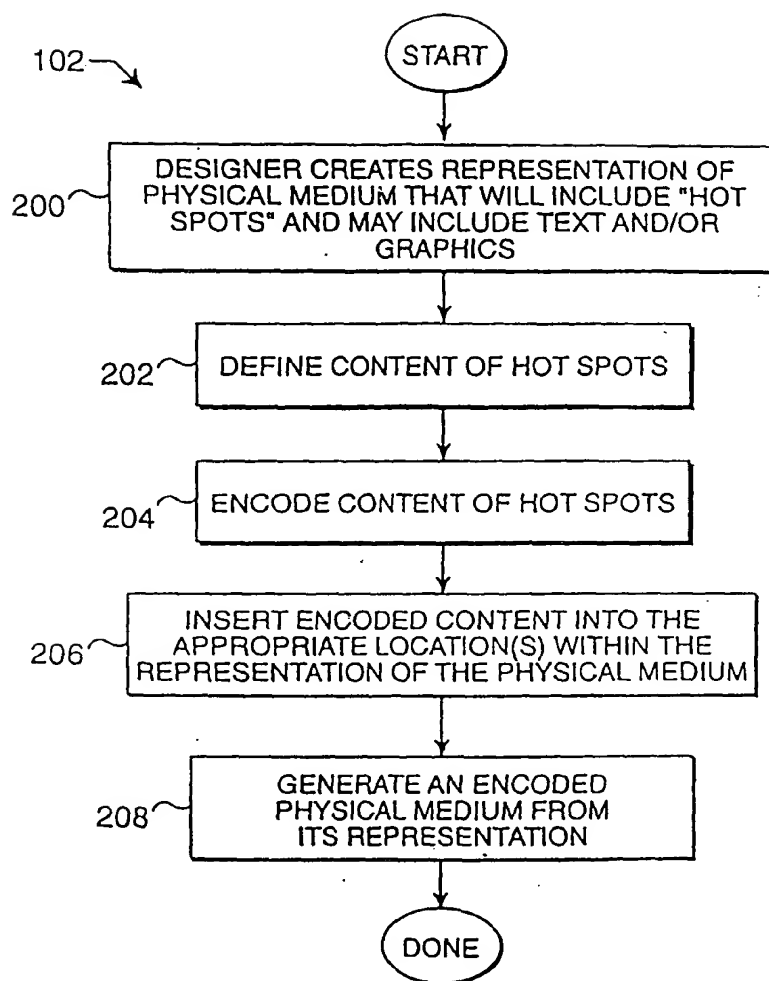 START
102
DESIGNER CREATES REPRESENTATION OF
PHYSICAL MEDIUM THAT WILL INCLUDE "HOT
SPOTS" AND MAY INCLUDE TEXT AND/OR
GRAPHICS
200
202
DEFINE CONTENT OF HOT SPOTS
204
ENCODE CONTENT OF HOT SPOTS
INSERT ENCODED CONTENT INTO THE
APPROPRIATE LOCATION(S) WITHIN THE
REPRESENTATION OF THE PHYSICAL MEDIUM
206
GENERATE AN ENCODED
PHYSICAL MEDIUM FROM
ITS REPRESENTATION
208
DONE